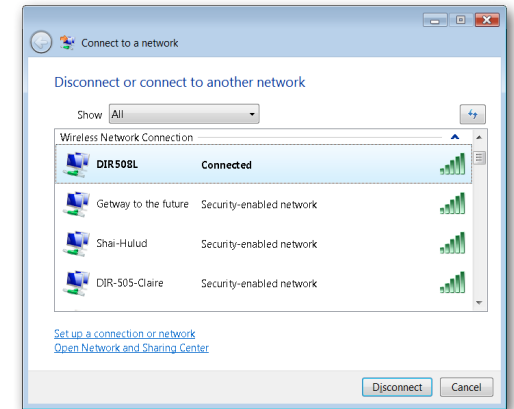 Connect to a network
Disconnect or connect to another network
Show All
Wireless Network Connection
DIR508L Connected
Getway to the future Security-enabled network
Shai-Hulud Security-enabled network
DIR-505-Claire Security-enabled network
Set up a connection or network
Open Network and Sharing Center
Disconnect Cancel